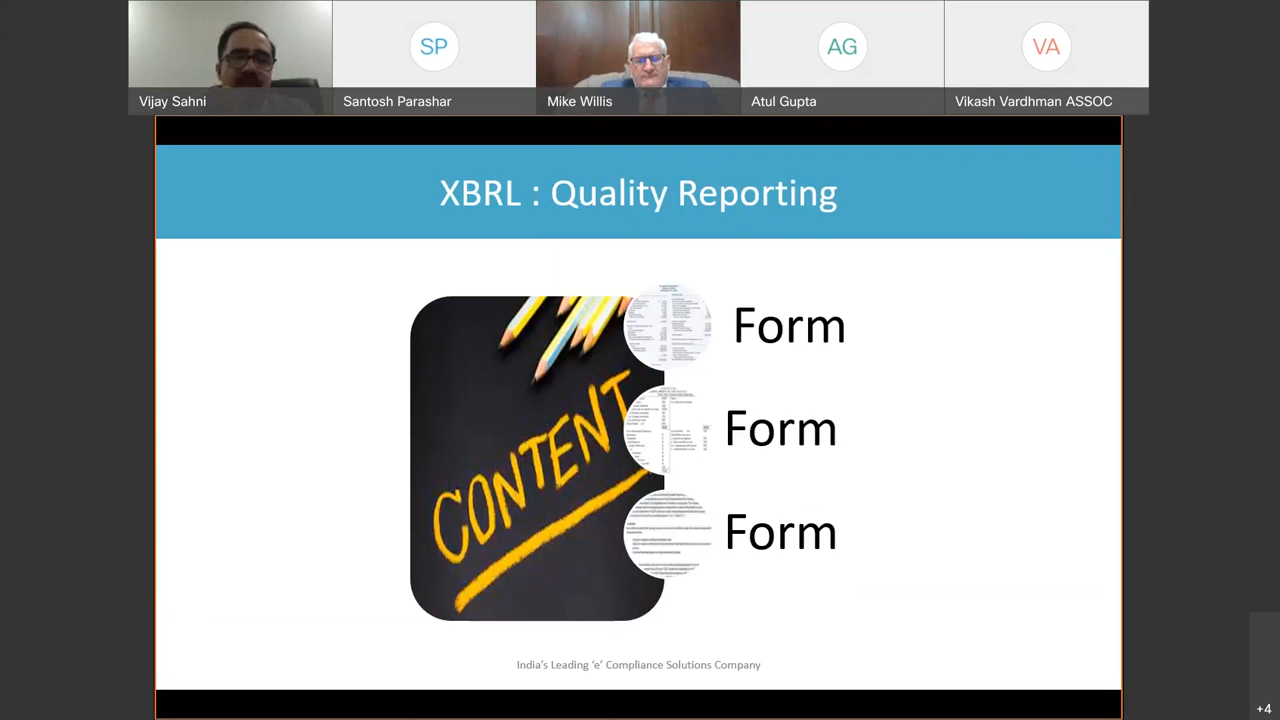 SP
AG
VA
Vijay Sahni
Santosh Parashar
Mike Willis
Atul Gupta
Vikash Vardhman ASSOC
XBRL : Quality Reporting
CONTENT
Form
Form
Form
India's Leading 'e' Compliance Solutions Company
+4